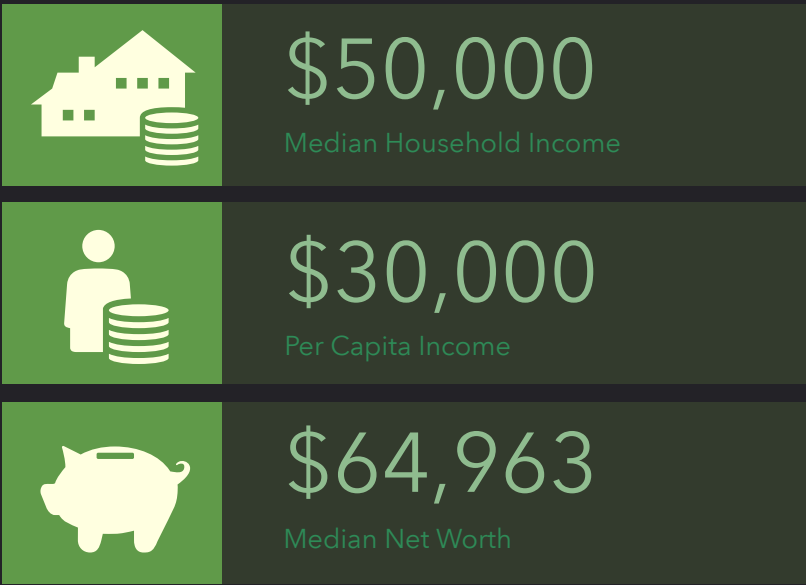 $50,000
Median Household Income
$30,000
Per Capita Income
$64,963
Median Net Worth